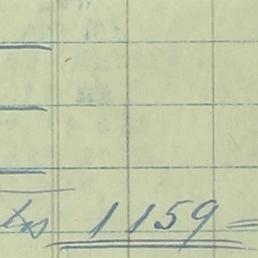 1159 =